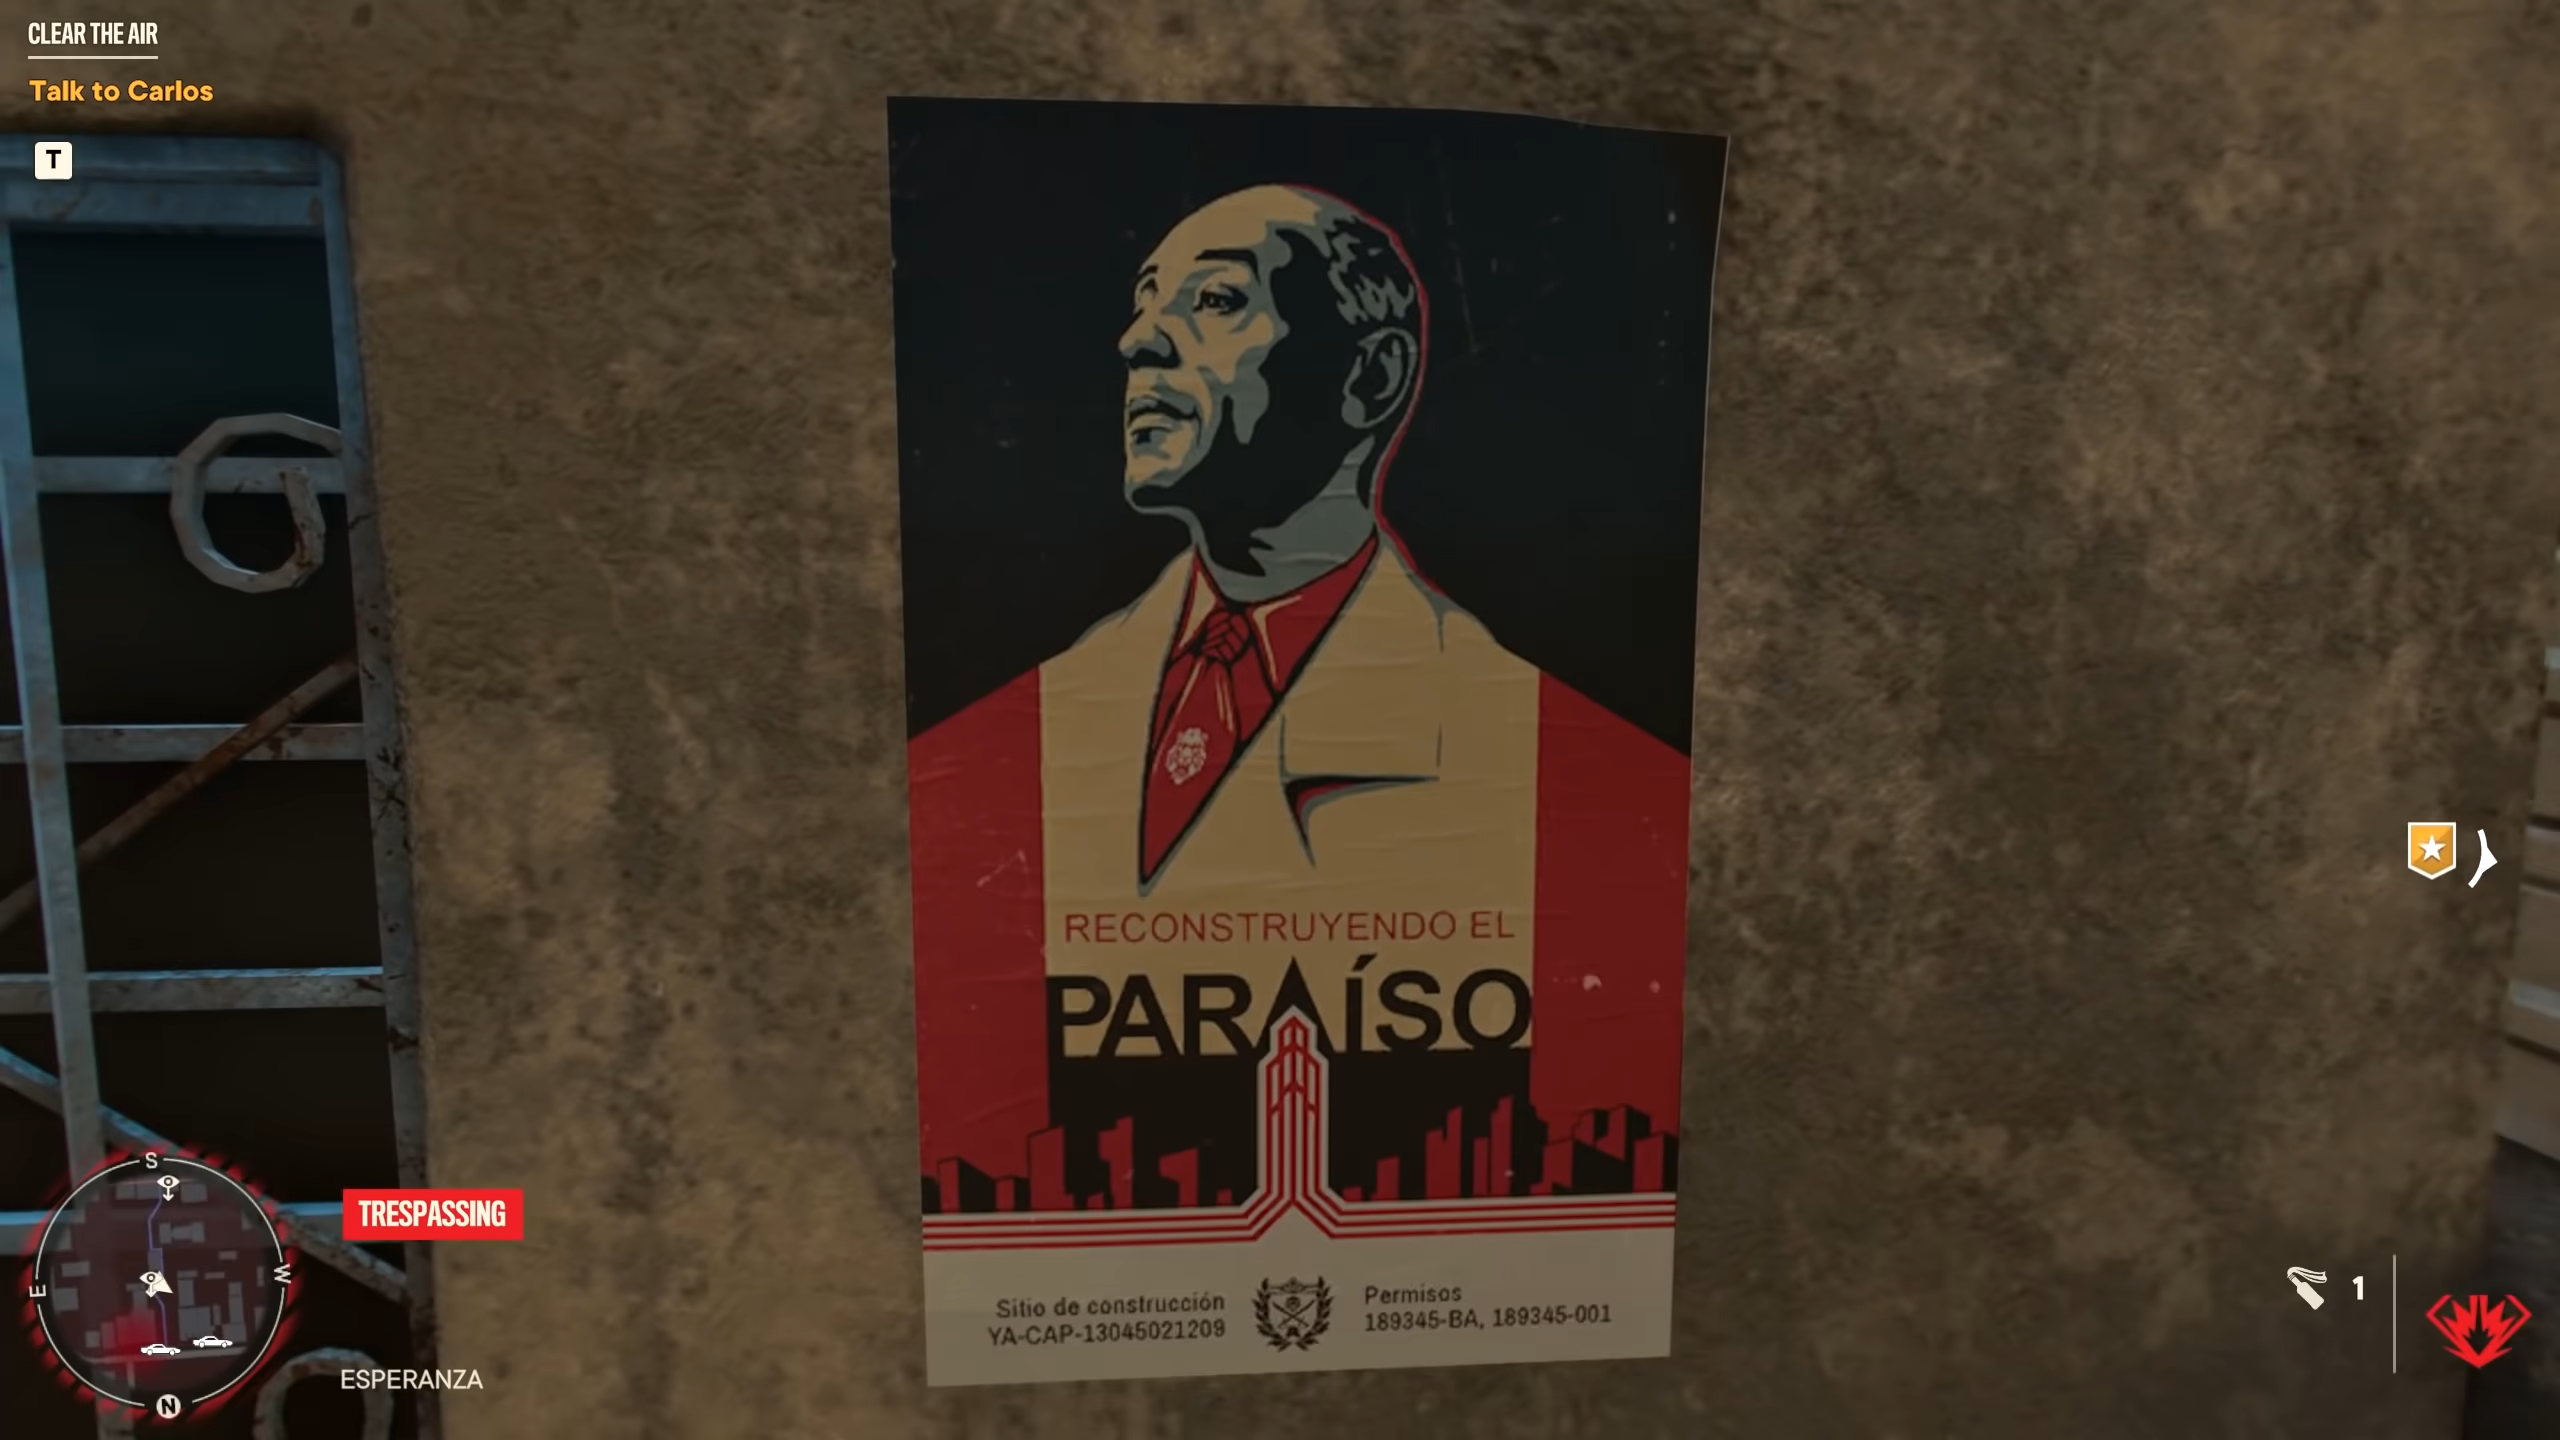 CLEAR THE AIR
Talk to Carlos
T
RECONSTRUYENDO EL
PARAÍSO
Sitio de construcción
YA-CAP-13045021209
Permisos
189345-BA, 189345-001
S
E
W
N
TRESPASSING
ESPERANZA
1